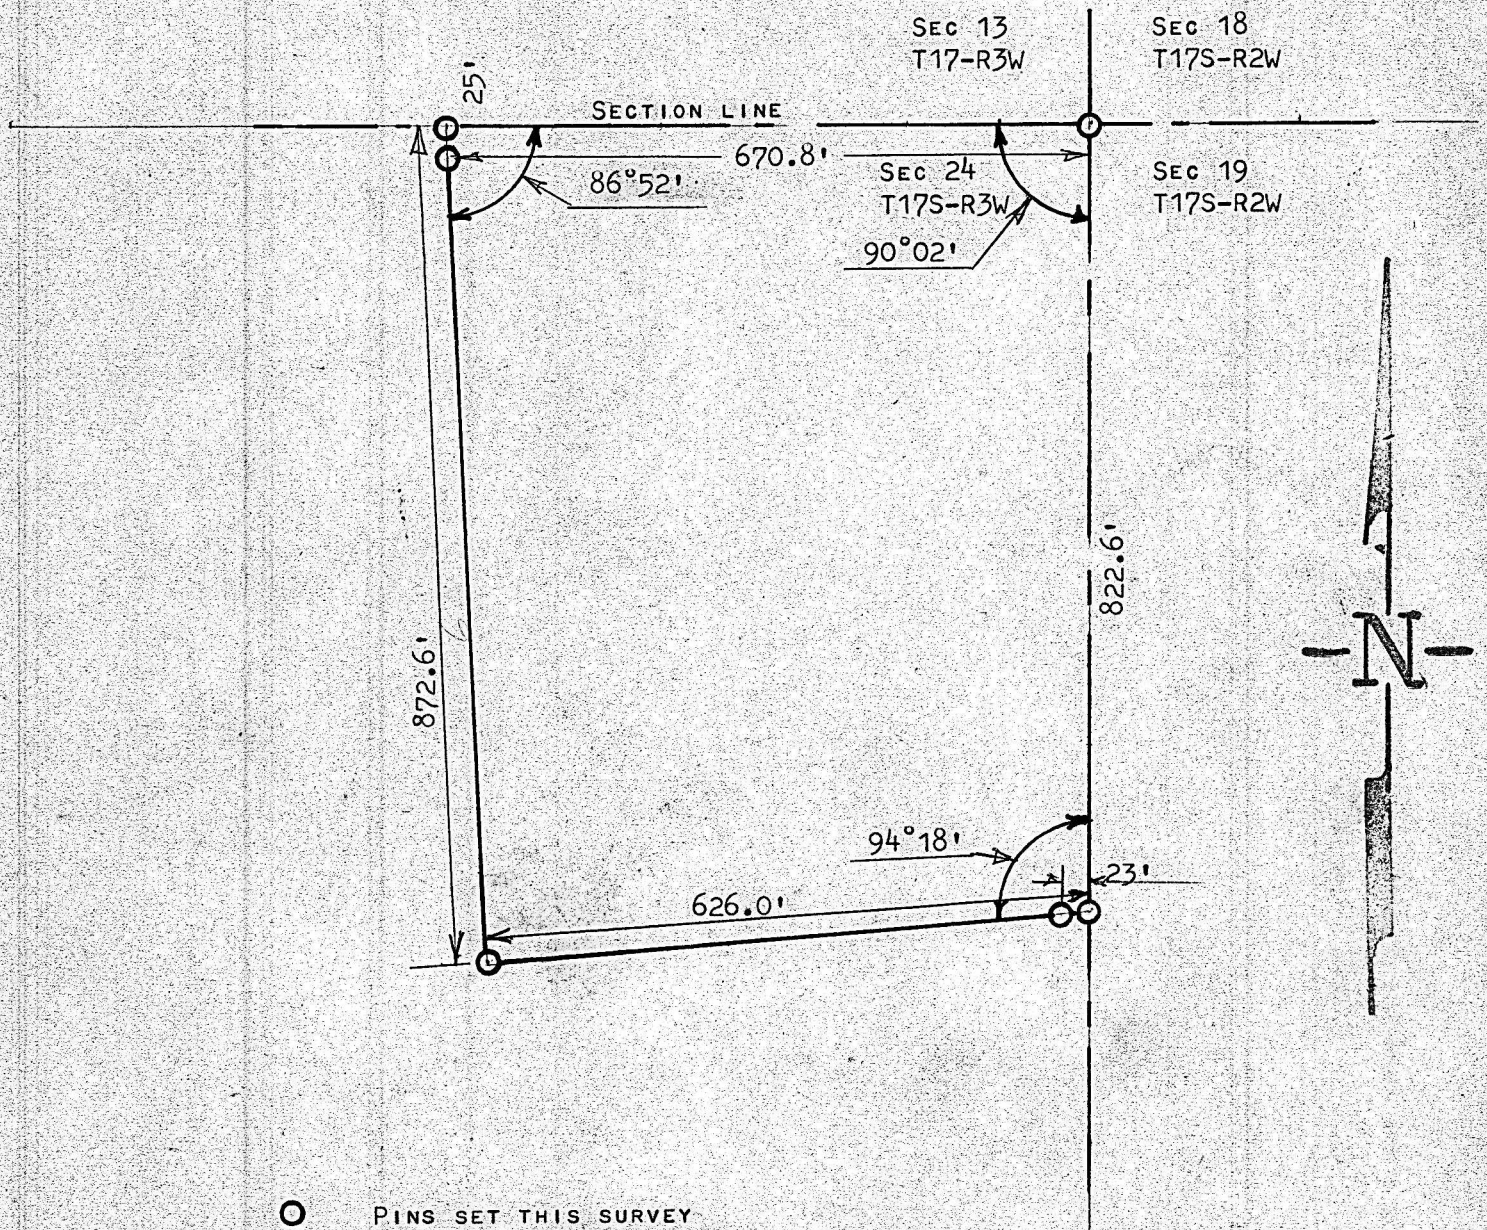 SEC 13
T17-R3W
SEC 18
T17S-R2W
25'
SECTION LINE
670.8'
86°52'
SEC 24
T17S-R3W
SEC 19
T17S-R2W
90°02'
822.6'
872.6'
N
94°18'
23'
626.0'
PINS SET THIS SURVEY